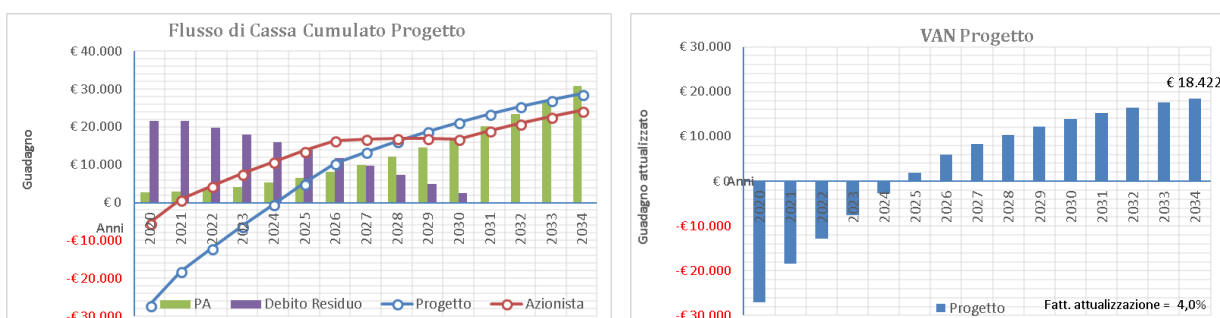 Flusso di Cassa Cumulato Progetto
€ 40.000
€ 30.000
€ 20.000
€ 10.000
€ 0
-€ 10.000
-€ 20.000
-€ 30.000
Guadagno
Anni
2020 2021 2022 2023 2024 2025 2026 2027 2028 2029 2030 2031 2032 2033 2034
PA Debito Residuo Progetto Azionista
VAN Progetto
€ 30.000
€ 20.000
€ 10.000
€ 0
-€ 10.000
-€ 20.000
-€ 30.000
Guadagno attualizzato
Anni
2020 2021 2022 2023 2024 2025 2026 2027 2028 2029 2030 2031 2032 2033 2034
€ 18.422
Progetto
Fatt. attualizzazione = 4,0%